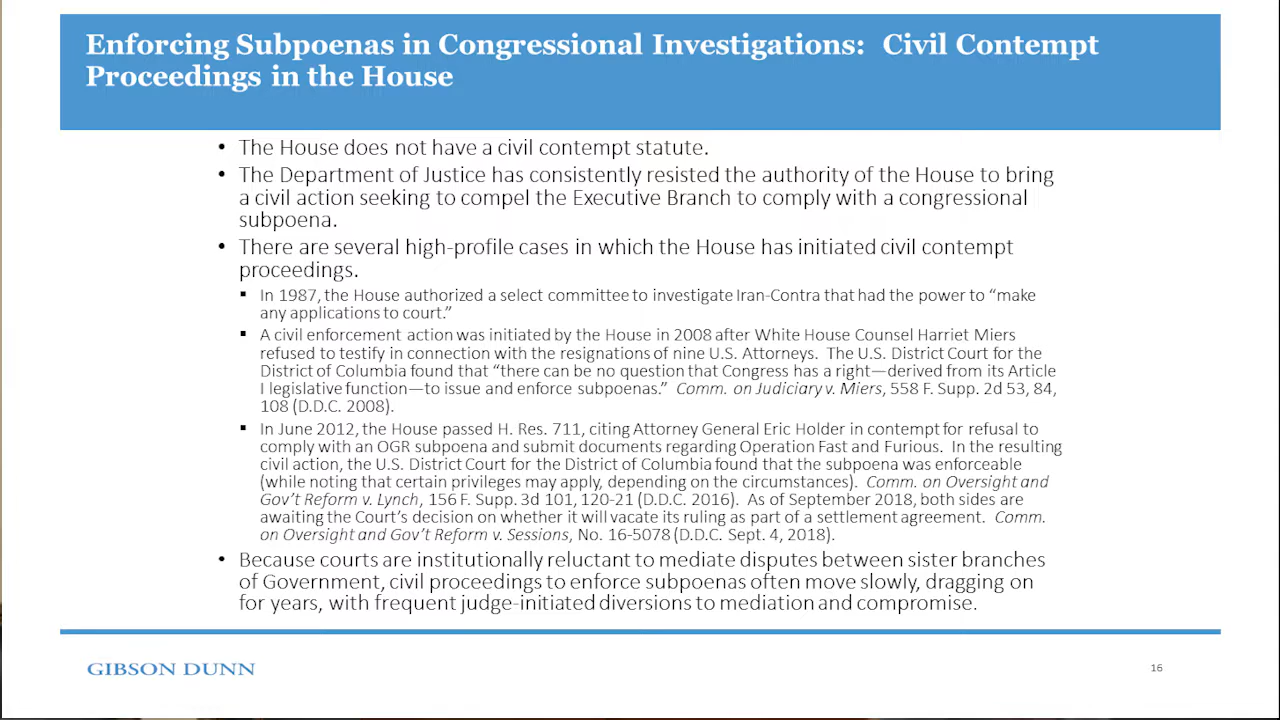 Enforcing Subpoenas in Congressional Investigations: Civil Contempt
Proceedings in the House
• The House does not have a civil contempt statute.
• The Department of Justice has consistently resisted the authority of the House to bring
a civil action seeking to compel the Executive Branch to comply with a congressional
subpoena.
• There are several high-profile cases in which the House has initiated civil contempt
proceedings.
▪ In 1987, the House authorized a select committee to investigate Iran-Contra that had the power to “make
any applications to court.”
▪ A civil enforcement action was initiated by the House in 2008 after White House Counsel Harriet Miers
refused to testify in connection with the resignations of nine U.S. Attorneys. The U.S. District Court for the
District of Columbia found that “there can be no question that Congress has a right—derived from its Article
I legislative function—to issue and enforce subpoenas.” Comm. on Judiciary v. Miers, 558 F. Supp. 2d 53, 84,
108 (D.D.C. 2008).
▪ In June 2012, the House passed H. Res. 711, citing Attorney General Eric Holder in contempt for refusal to
comply with an OGR subpoena and submit documents regarding Operation Fast and Furious. In the resulting
civil action, the U.S. District Court for the District of Columbia found that the subpoena was enforceable
(while noting that certain privileges may apply, depending on the circumstances). Comm. on Oversight and
Gov’t Reform v. Lynch, 156 F. Supp. 3d 101, 120-21 (D.D.C. 2016). As of September 2018, both sides are
awaiting the Court’s decision on whether it will vacate its ruling as part of a settlement agreement. Comm.
on Oversight and Gov’t Reform v. Sessions, No. 16-5078 (D.D.C. Sept. 4, 2018).
• Because courts are institutionally reluctant to mediate disputes between sister branches
of Government, civil proceedings to enforce subpoenas often move slowly, dragging on
for years, with frequent judge-initiated diversions to mediation and compromise.
GIBSON DUNN
16